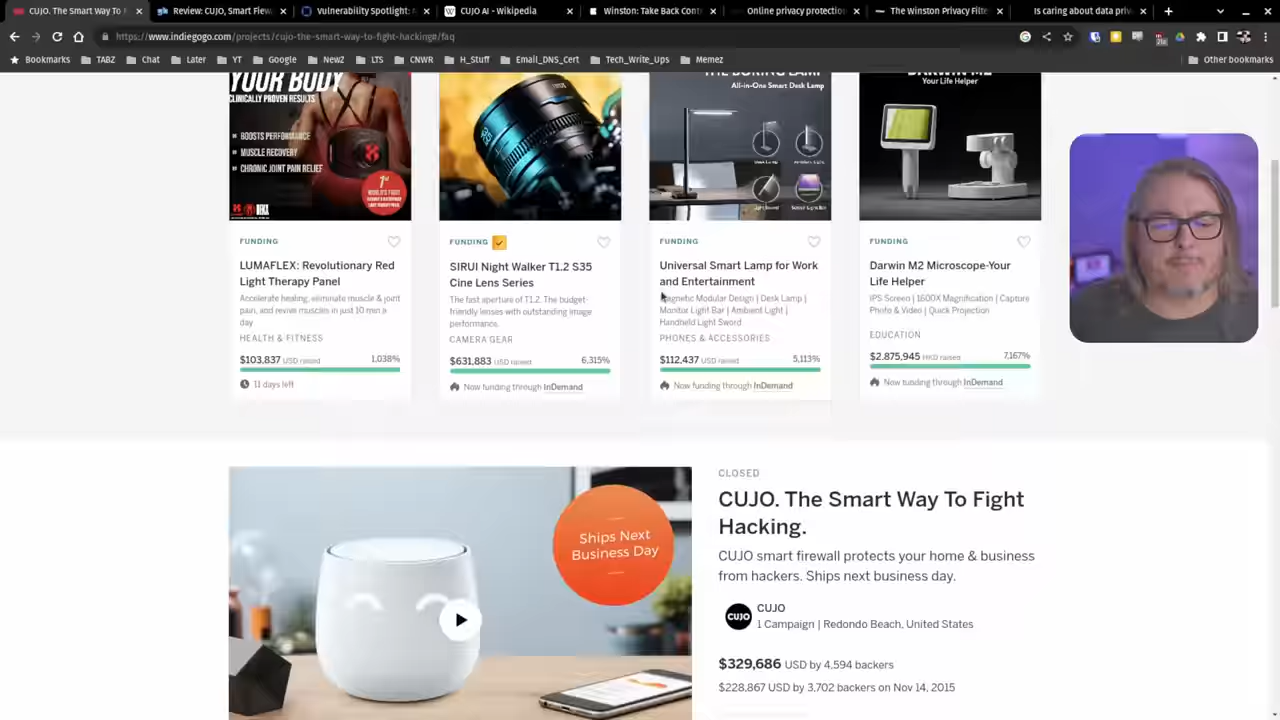 CUJO. The Smart Way To F
Review: CUJO, Smart Firew
Vulnerability Spotlight:
CUJO AI - Wikipedia
Winston: Take Back Contr
Online privacy protectio
The Winston Privacy Filte
Is caring about data priv
https://www.indiegogo.com/projects/cujo-the-smart-way-to-fight-hacking#/faq
Bookmarks TABZ Chat Later YT Google NewZ LTS CNWR H_Stuff Email_DNS_Cert Tech_Write_Ups Memez Other bookmarks
YOUR BODY
CLINICALLY PROVEN RESULTS
BOOSTS PERFORMANCE
MUSCLE RECOVERY
CHRONIC JOINT PAIN RELIEF
All-in-One Smart Desk Lamp
DARWIN M2
Your Life Helper
FUNDING
LUMAFLEX: Revolutionary Red
Light Therapy Panel
Accelerate healing, eliminate muscle & joint
pain, and revive muscles in just 10 min a
day
HEALTH & FITNESS
$103,837 USD raised 1,038%
11 days left
FUNDING
SIRUI Night Walker T1.2 S35
Cine Lens Series
The fast aperture of T1.2. The budget-
friendly lenses with outstanding image
performance.
CAMERA GEAR
$631,883 USD raised 6,315%
Now funding through InDemand
FUNDING
Universal Smart Lamp for Work
and Entertainment
Magnetic Modular Design | Desk Lamp |
Monitor Light Bar | Ambient Light |
Handheld Light Sword
PHONES & ACCESSORIES
$112,437 USD raised 5,113%
Now funding through InDemand
FUNDING
Darwin M2 Microscope-Your
Life Helper
IPS Screen | 1600X Magnification | Capture
Photo & Video | Quick Projection
EDUCATION
$2,875,945 HKD raised 7,167%
Now funding through InDemand
Ships Next
Business Day
CLOSED
CUJO. The Smart Way To Fight
Hacking.
CUJO smart firewall protects your home & business
from hackers. Ships next business day.
CUJO
CUJO
1 Campaign | Redondo Beach, United States
$329,686 USD by 4,594 backers
$228,867 USD by 3,702 backers on Nov 14, 2015